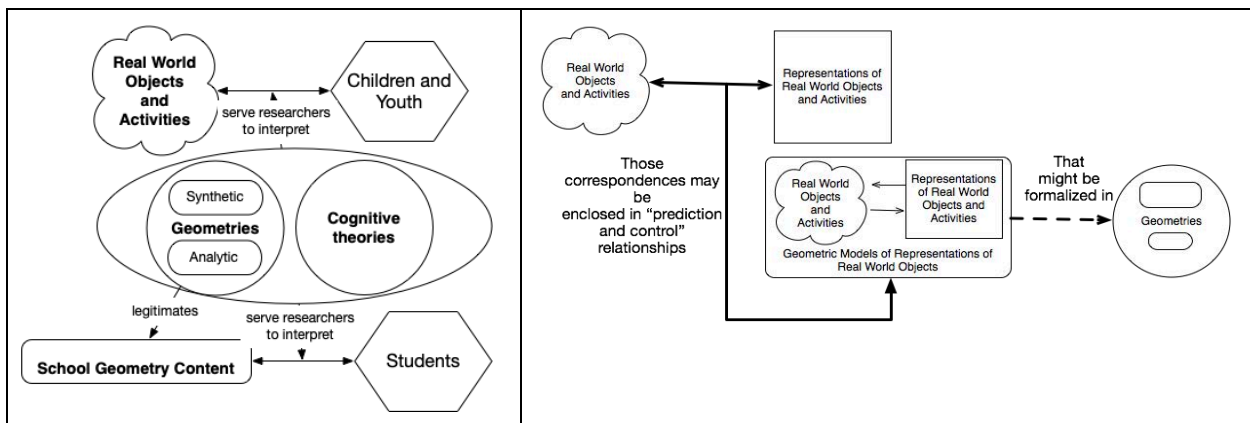 Real World
Objects
and
Activities
Children and
Youth
serve researchers
to interpret
Synthetic
Geometries
Analytic
Cognitive
theories
legitimates
serve researchers
to interpret
School Geometry Content
Students
Real World
Objects
and Activities
Representations of
Real World Objects
and Activities
Those
correspondences may
be
enclosed in “prediction
and control”
relationships
Real World
Objects
and
Activities
Representations
of Real World
Objects and
Activities
Geometric Models of Representations of
Real World Objects
That
might be
formalized in
Geometries